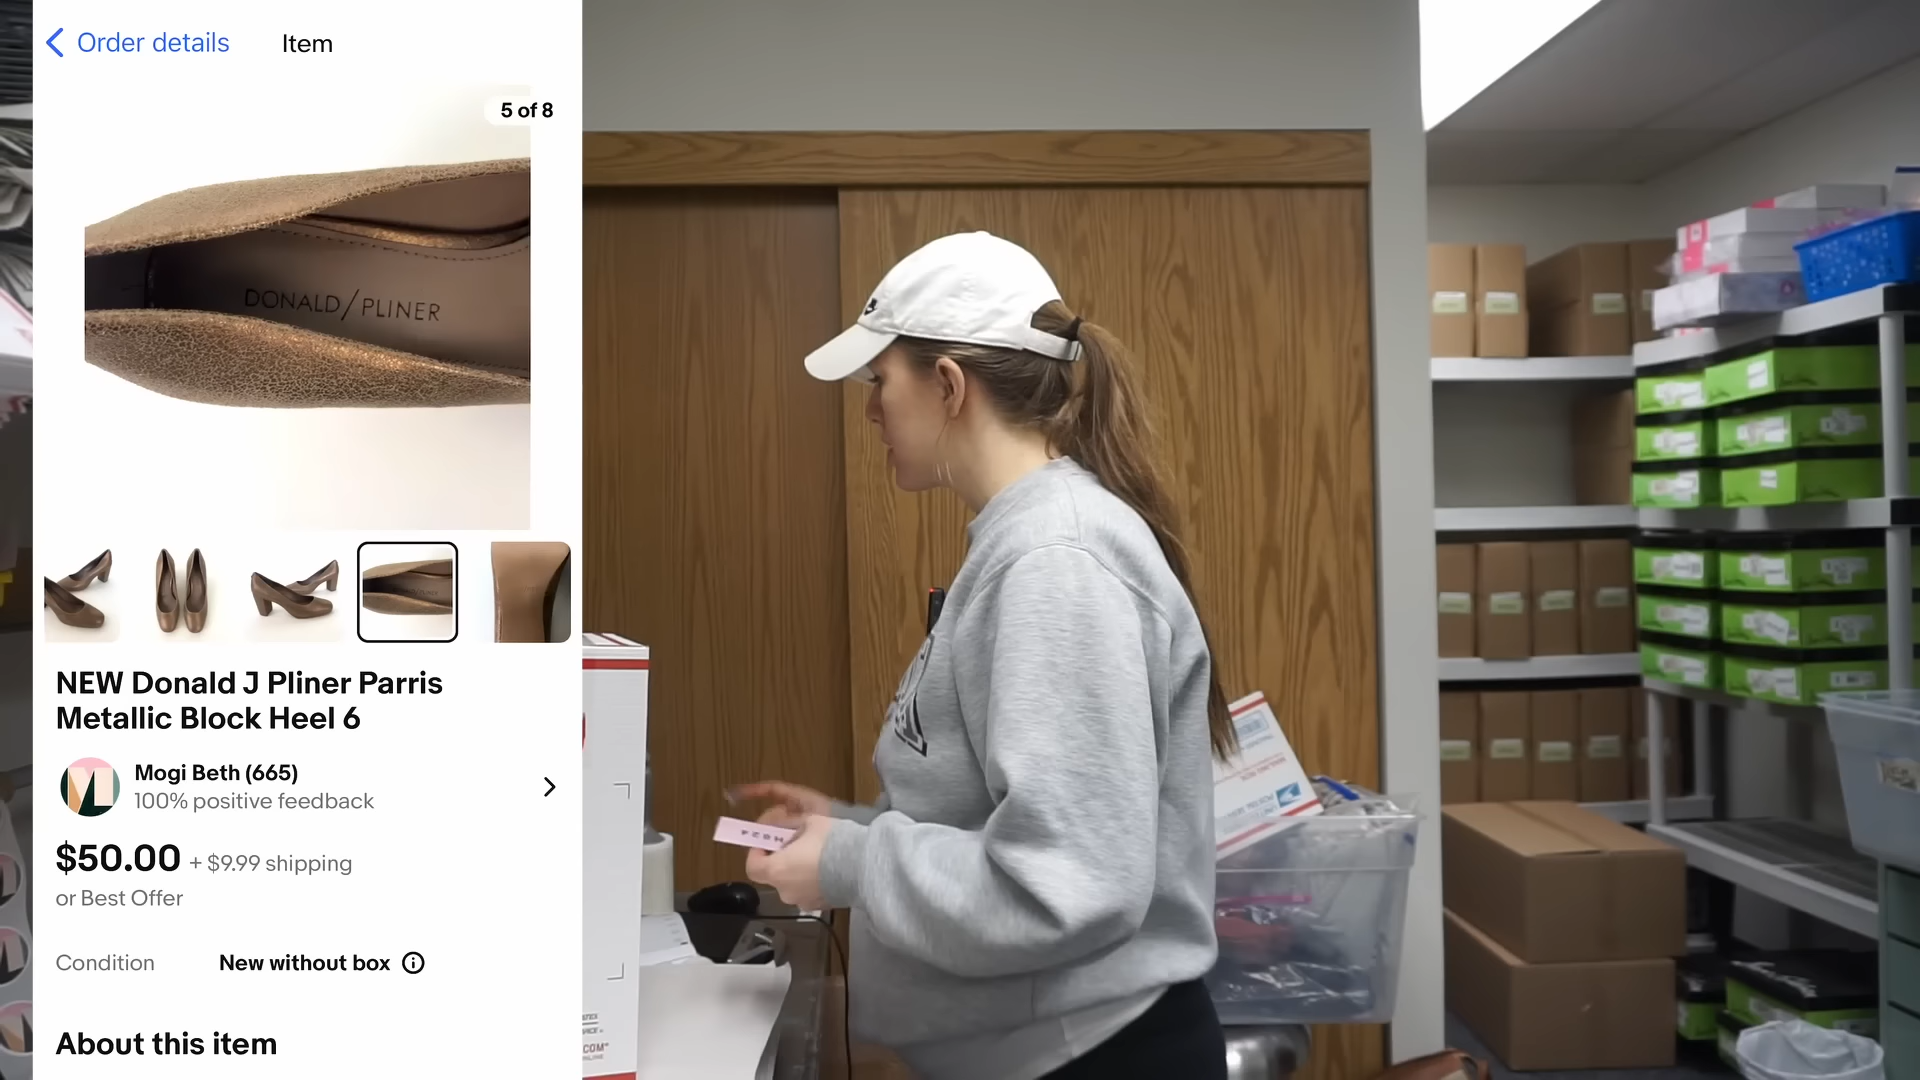 Order details
Item
5 of 8
DONALD/PLINER
NEW Donald J Pliner Parris
Metallic Block Heel 6
Mogi Beth (665)
100% positive feedback
$50.00 + $9.99 shipping
or Best Offer
Condition
New without box
About this item